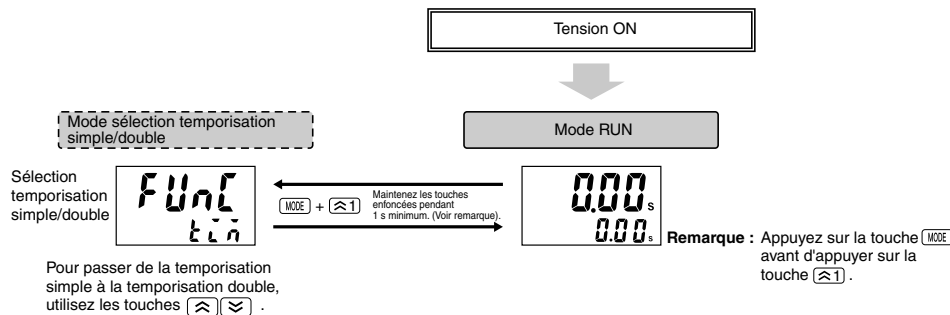 Tension ON
Mode sélection temporisation
simple/double
Mode RUN
Sélection
temporisation
simple/double
FUnC
tim
MODE + 1
Maintenez les touches
enfoncées pendant
1 s minimum. (Voir remarque).
0.00 s
0.00 s
Remarque : Appuyez sur la touche MODE
avant d'appuyer sur la
touche 1 .
Pour passer de la temporisation
simple à la temporisation double,
utilisez les touches .